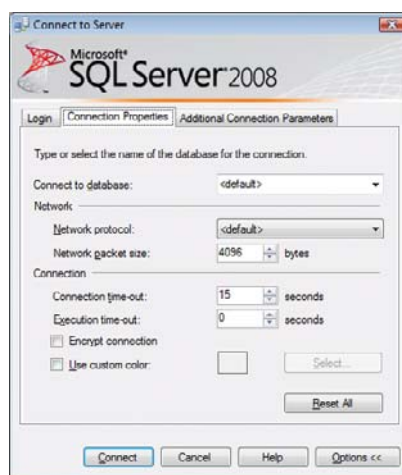 Connect to Server
Microsoft®
SQL Server® 2008
Login Connection Properties Additional Connection Parameters
Type or select the name of the database for the connection.
Connect to database: <default>
Network
Network protocol: <default>
Network packet size: 4096 bytes
Connection
Connection time-out: 15 seconds
Execution time-out: 0 seconds
Encrypt connection
Use custom color: Select...
Reset All
Connect Cancel Help Options <<